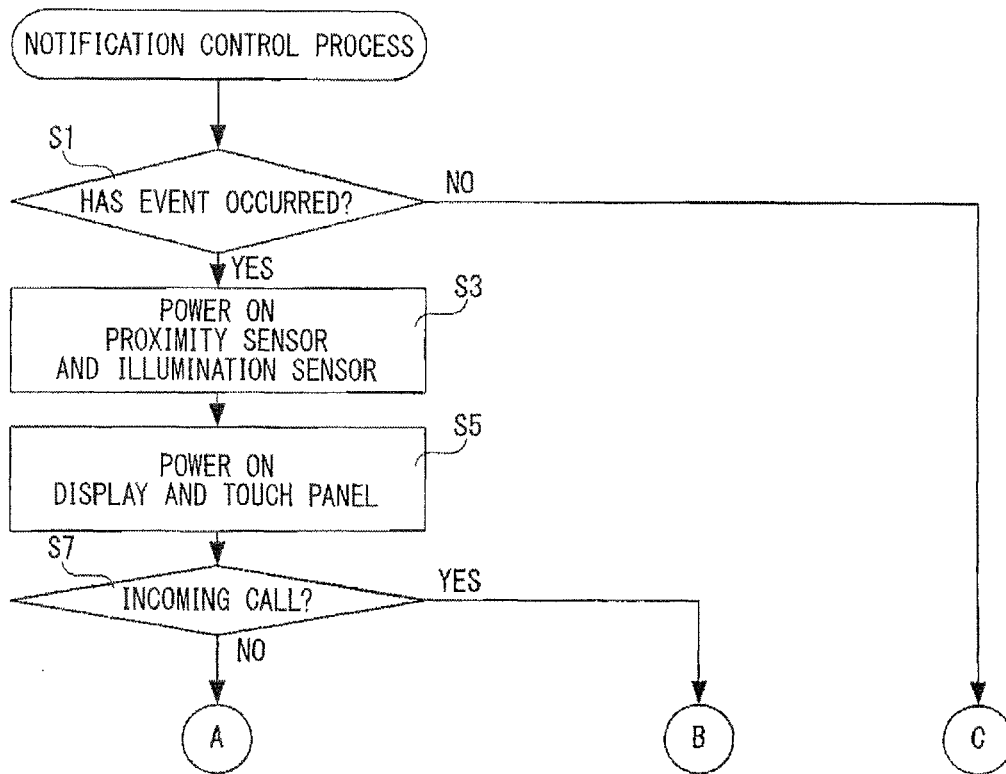 NOTIFICATION CONTROL PROCESS
S1
HAS EVENT OCCURRED?
NO
YES
S3
POWER ON
PROXIMITY SENSOR
AND ILLUMINATION SENSOR
S5
POWER ON
DISPLAY AND TOUCH PANEL
S7
INCOMING CALL?
YES
NO
A
B
C